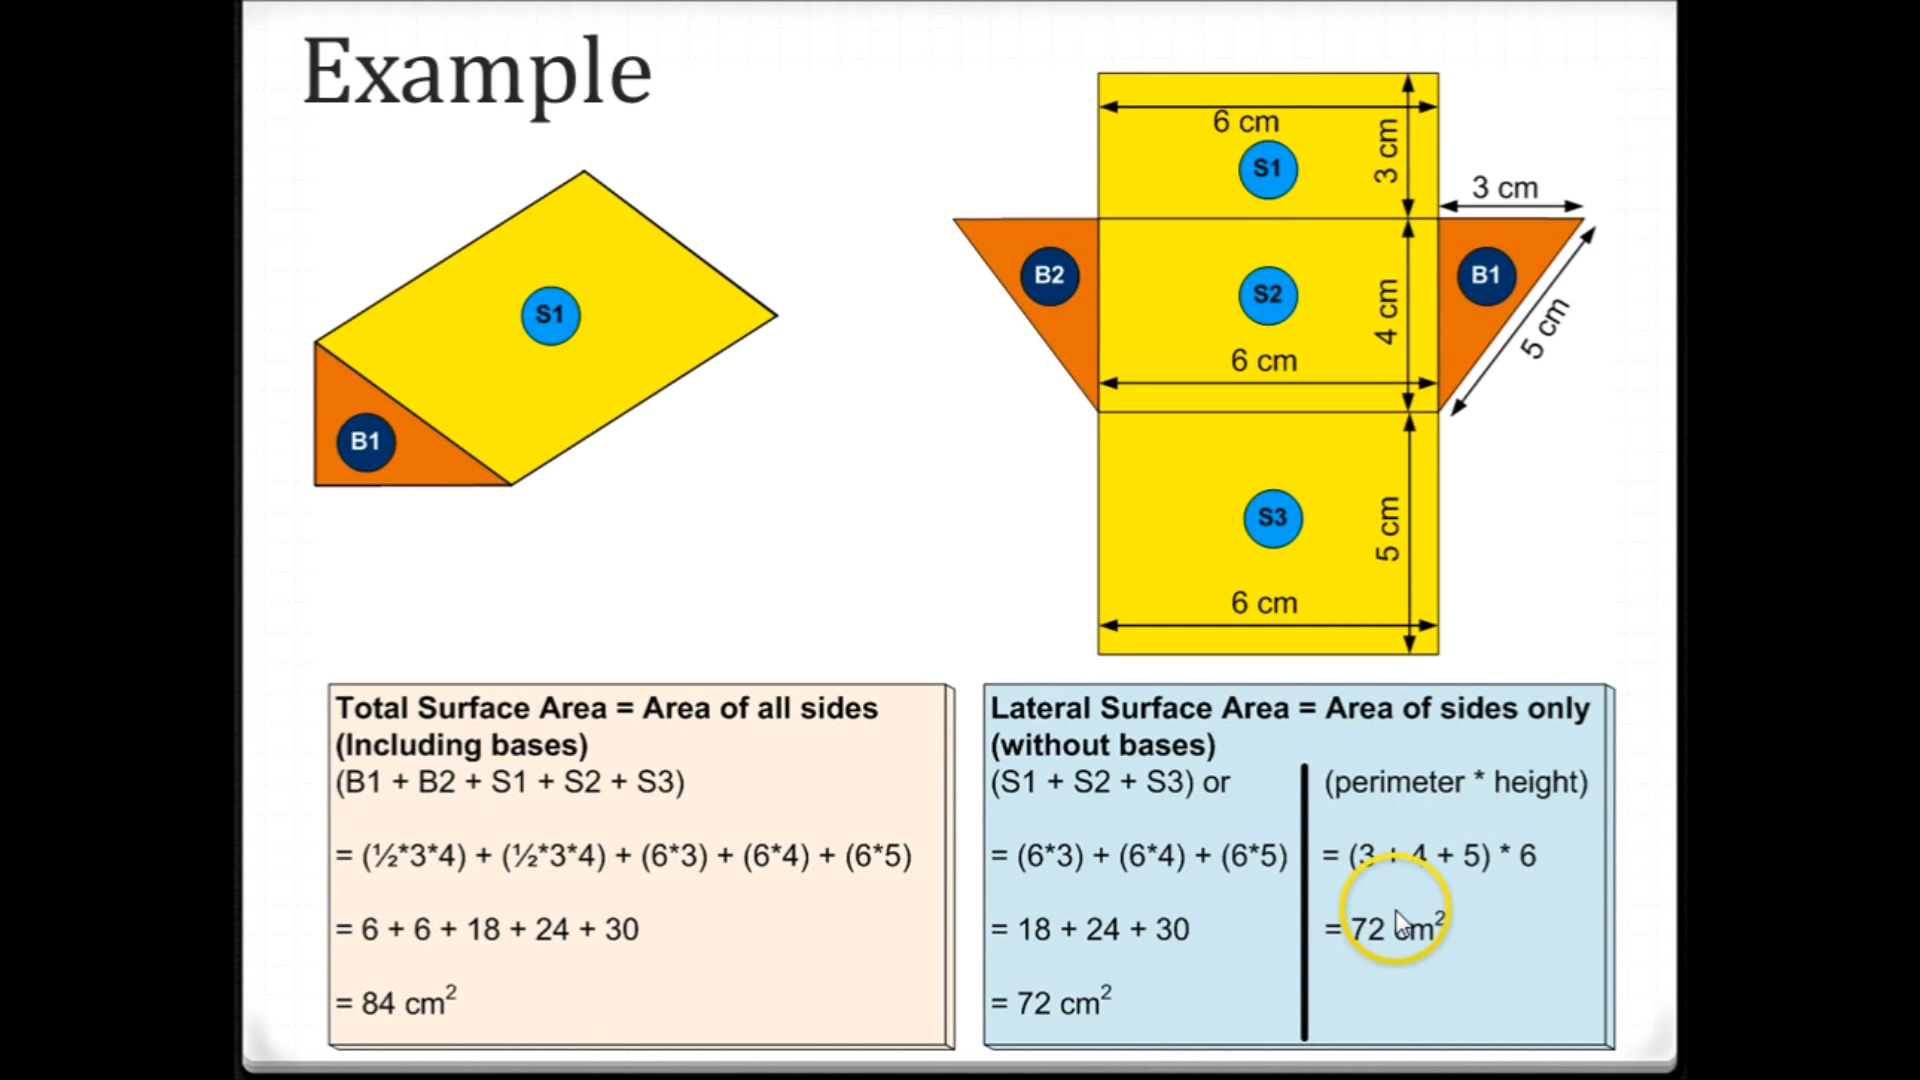 Example
S1
B1
6 cm
S1
3 cm
3 cm
B2
S2
4 cm
6 cm
B1
5 cm
S3
5 cm
6 cm
Total Surface Area = Area of all sides
(Including bases)
(B1 + B2 + S1 + S2 + S3)
= (½*3*4) + (½*3*4) + (6*3) + (6*4) + (6*5)
= 6 + 6 + 18 + 24 + 30
= 84 cm²
Lateral Surface Area = Area of sides only
(without bases)
(S1 + S2 + S3) or
= (6*3) + (6*4) + (6*5)
= 18 + 24 + 30
= 72 cm²
(perimeter * height)
= (3 + 4 + 5) * 6
= 72 cm²